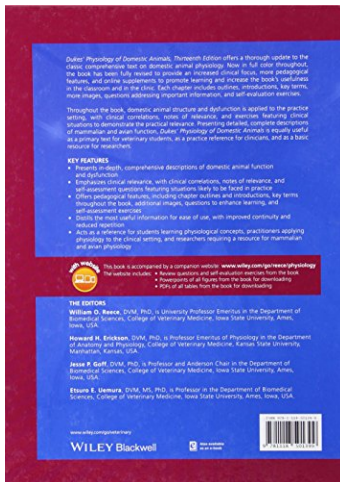 Dukes' Physiology of Domestic Animals, Thirteenth Edition offers a thorough update to the
classic comprehensive text on domestic animal physiology. Now in full color throughout,
the book has been fully revised to provide an increased clinical focus, more pedagogical
features, and online supplements to promote learning and increase the book's usefulness
in the classroom and in the clinic. Each chapter includes outlines, introductions, key terms,
more images, questions addressing important information, and self-evaluation exercises.
Throughout the book, domestic animal structure and dysfunction is applied to the practice
setting, with clinical correlations, notes of relevance, and exercises featuring clinical
situations to demonstrate the practical relevance. Presenting detailed, complete descriptions
of mammalian and avian function, Dukes' Physiology of Domestic Animals is equally useful
as a primary text for veterinary students, as a practice reference for clinicians, and as a basic
resource for researchers.
KEY FEATURES
• Presents in-depth, comprehensive descriptions of domestic animal function
and dysfunction
• Emphasizes clinical relevance, with clinical correlations, notes of relevance, and
self-assessment questions featuring situations likely to be faced in practice
• Offers pedagogical features, including chapter outlines and introductions, key terms
throughout the book, additional images, questions to enhance learning, and
self-assessment exercises
• Distills the most useful information for ease of use, with improved continuity and
reduced repetition
• Acts as a reference for students learning physiological concepts, practitioners applying
physiology to the clinical setting, and researchers requiring a resource for mammalian
and avian physiology
with website
This book is accompanied by a companion website: www.wiley.com/go/reece/physiology
The website includes: • Review questions and self-evaluation exercises from the book
• Powerpoints of all figures from the book for downloading
• PDFs of tables from the book for downloading
THE EDITORS
William O. Reece, DVM, PhD, is University Professor Emeritus in the Department of
Biomedical Sciences, College of Veterinary Medicine, Iowa State University, Ames,
Iowa, USA.
Howard H. Erickson, DVM, PhD, is Professor Emeritus of Physiology in the Department
of Anatomy and Physiology, College of Veterinary Medicine, Kansas State University,
Manhattan, Kansas, USA.
Jesse P. Goff, DVM, PhD, is Professor and Anderson Chair in the Department of
Biomedical Sciences, College of Veterinary Medicine, Iowa State University, Ames,
Iowa, USA.
Etsuro E. Uemura, DVM, MS, PhD, is Professor in the Department of Biomedical
Sciences, College of Veterinary Medicine, Iowa State University, Ames, Iowa, USA.
www.wiley.com/go/veterinary
WILEY Blackwell
Also available
as an e-book